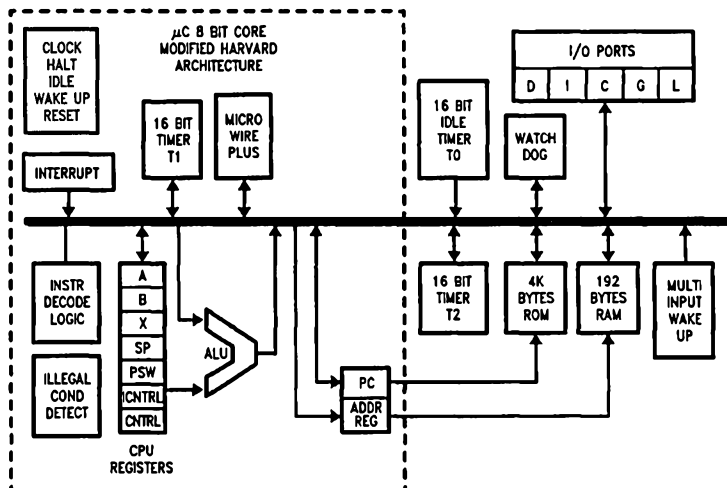 μC 8 BIT CORE
MODIFIED HARVARD
ARCHITECTURE
CLOCK
HALT
IDLE
WAKE UP
RESET
I/O PORTS
D I C G L
16 BIT
TIMER
T1
MICRO
WIRE
PLUS
16 BIT
IDLE
TIMER
T0
WATCH
DOG
INTERRUPT
INSTR
DECODE
LOGIC
A
B
X
SP
PSW
ICNTRL
CNTRL
CPU
REGISTERS
ALU
16 BIT
TIMER
T2
4K
BYTES
ROM
192
BYTES
RAM
MULTI
INPUT
WAKE
UP
ILLEGAL
COND
DETECT
PC
ADDR
REG